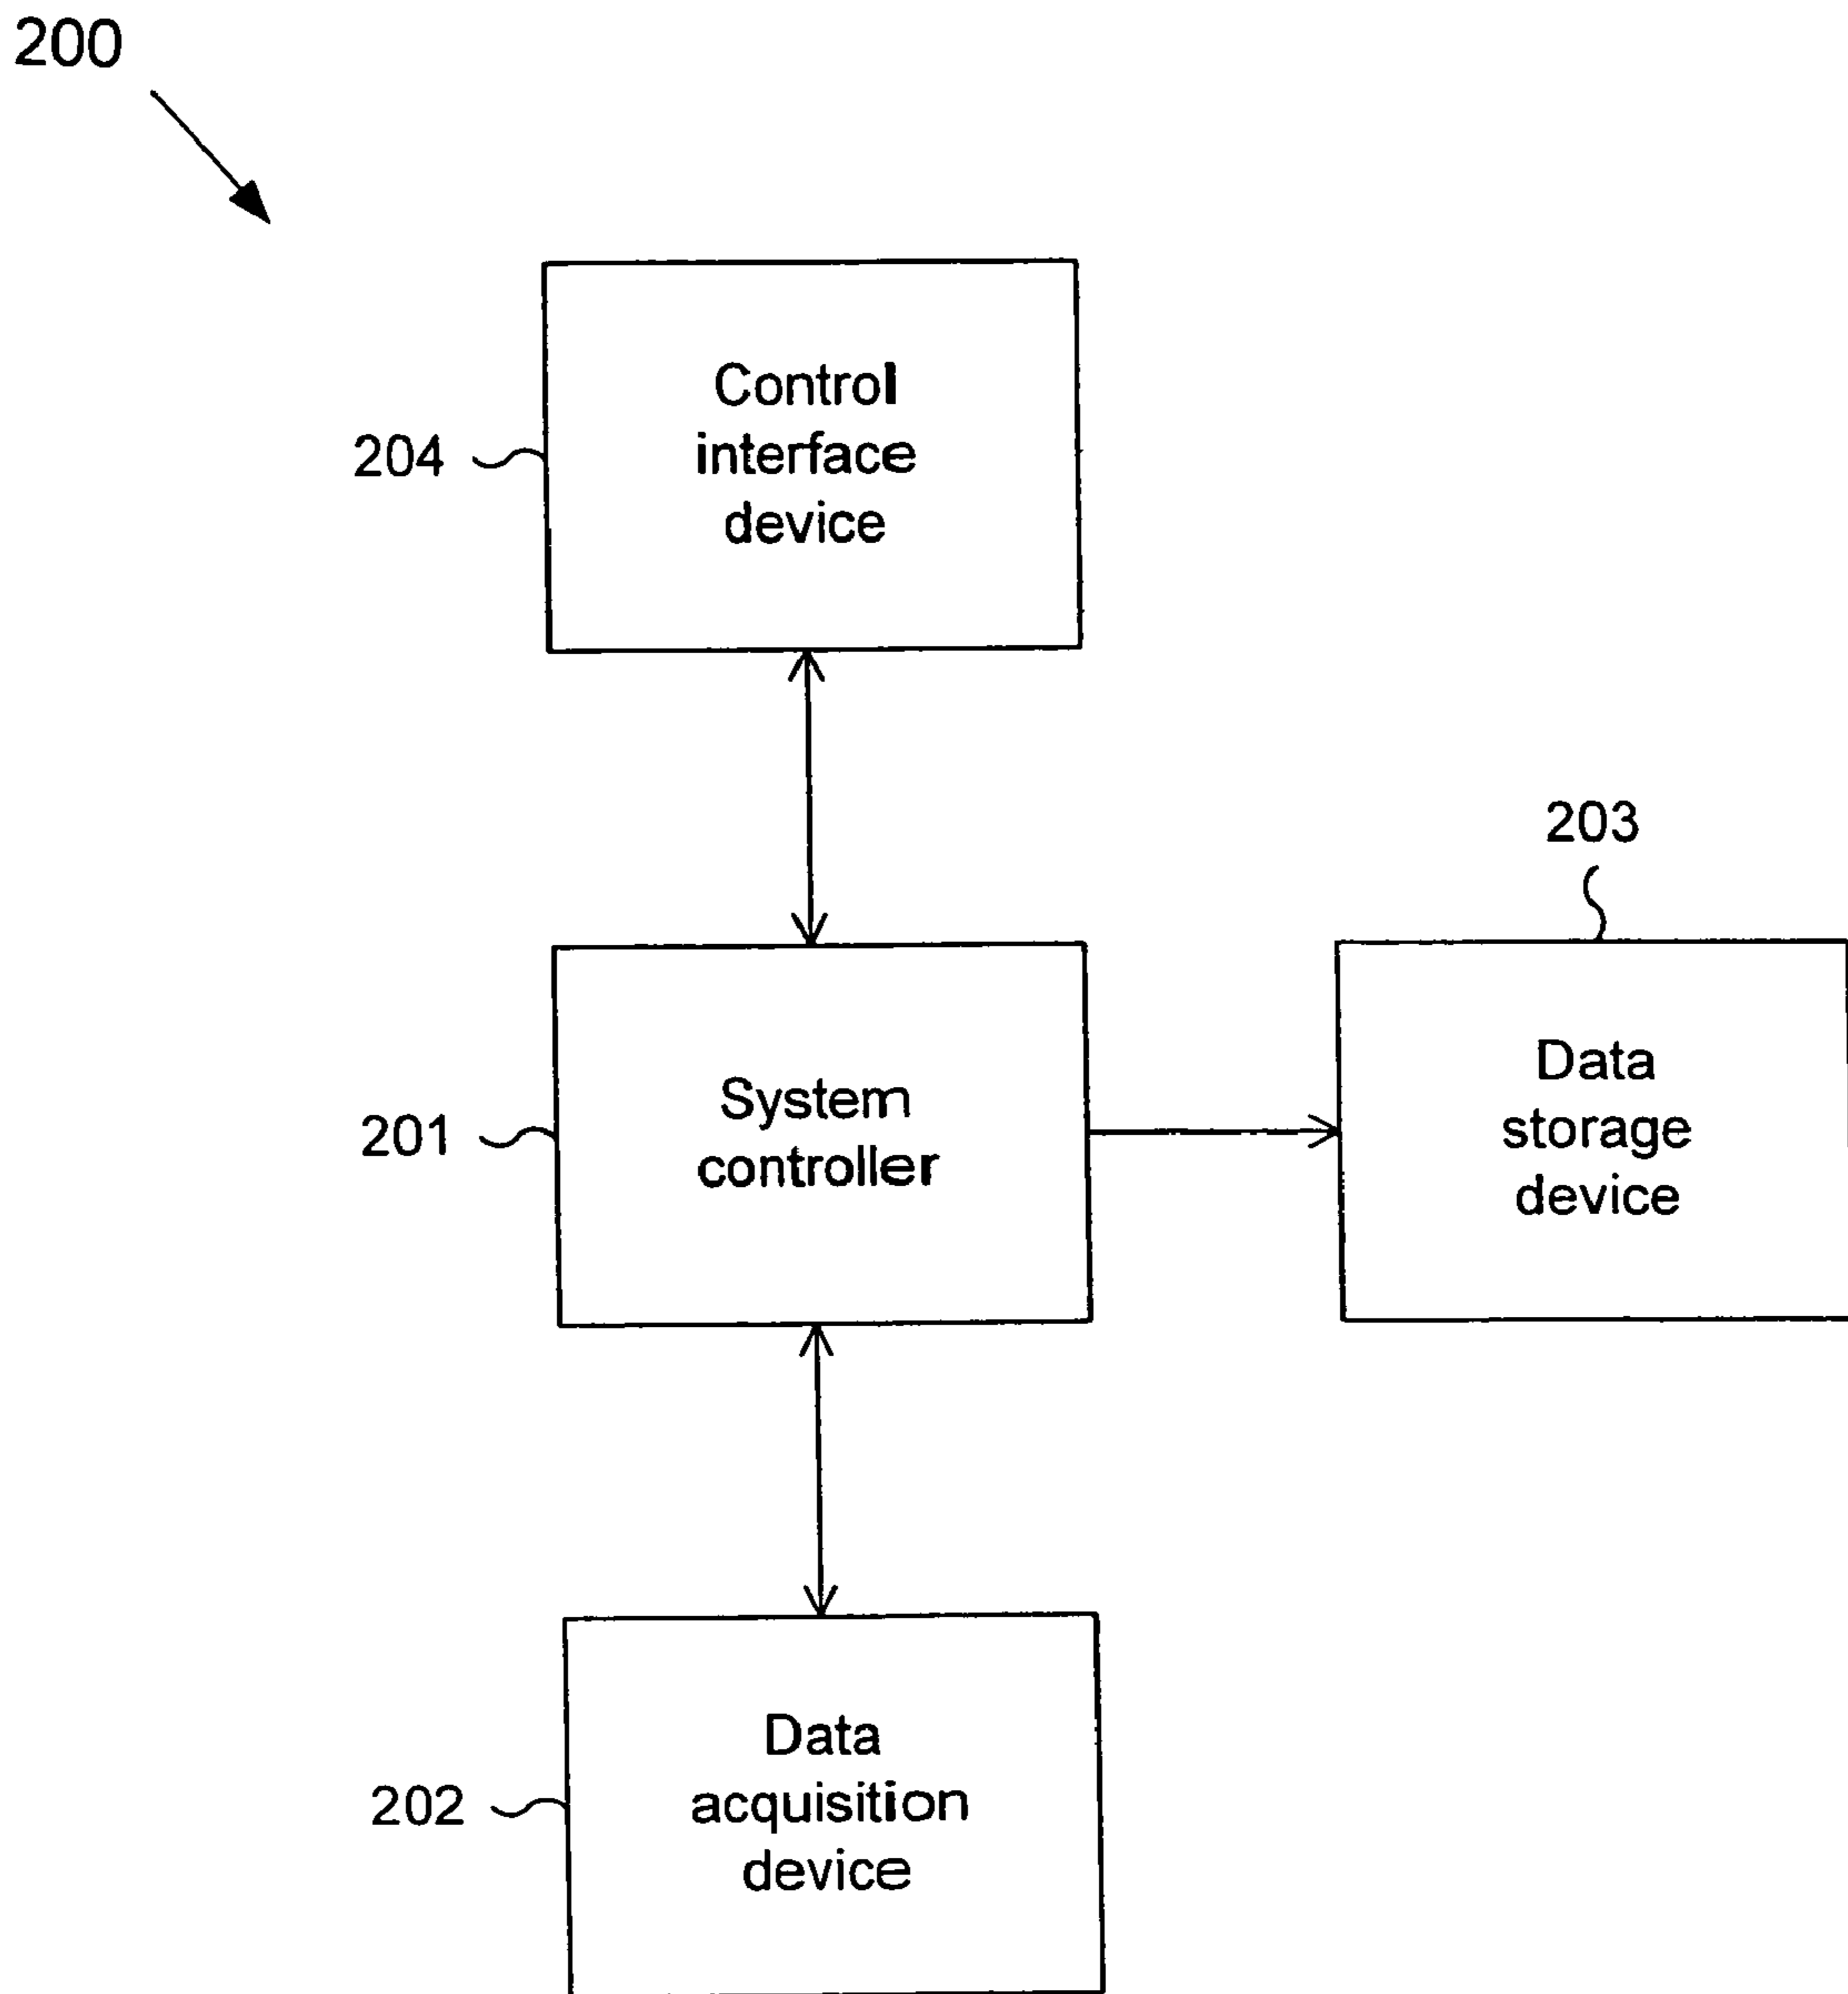 200
Control
interface
device
204
203
System
controller
201
Data
storage
device
Data
acquisition
device
202